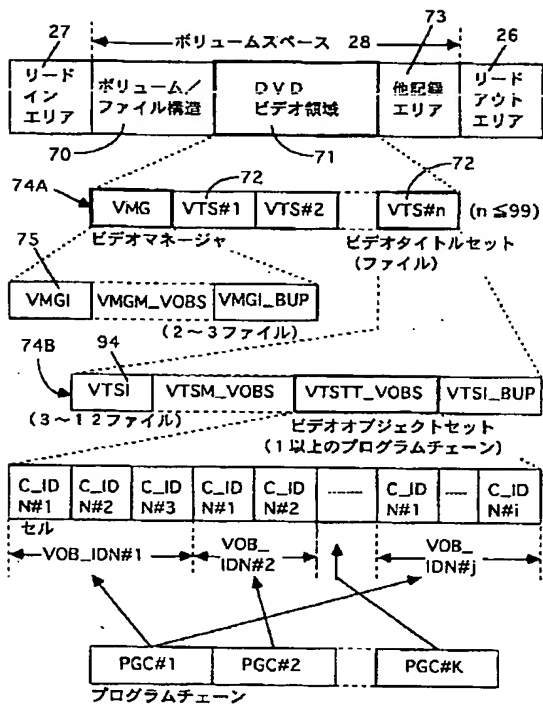 27
ボリュームスペース 28
73
26
リード
イン
エリア
ボリューム/
ファイル構造
DVD
ビデオ領域
他記録
エリア
リード
アウト
エリア
70
71
74A
72
72
VMG
VTS#1
VTS#2
VTS#n
(n≦99)
ビデオマネージャ
ビデオタイトルセット
(ファイル)
75
VMGI
VMGM_VOBS
VMGI_BUP
(2~3ファイル)
74B
94
VTSI
VTSM_VOBS
VTSTT_VOBS
VTSI_BUP
(3~12ファイル)
ビデオオブジェクトセット
(1以上のプログラムチェーン)
C_ID
N#1
C_ID
N#2
C_ID
N#3
C_ID
N#1
C_ID
N#2
C_ID
N#1
C_ID
N#i
セル
VOB_IDN#1
VOB_
IDN#2
VOB_
IDN#j
PGC#1
PGC#2
PGC#K
プログラムチェーン